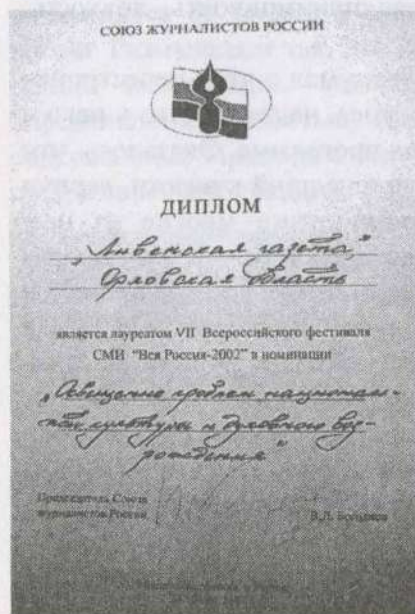 СОЮЗ ЖУРНАЛИСТОВ РОССИИ
ДИПЛОМ
„Ливенская газета”,
Орловская область
является лауреатом VII Всероссийского фестиваля
СМИ "Вся Россия-2002" в номинации
„Освещение проблем националь-
ной культуры и духовного воз-
рождения”
Председатель Союза
журналистов России
В.Л. Богданов